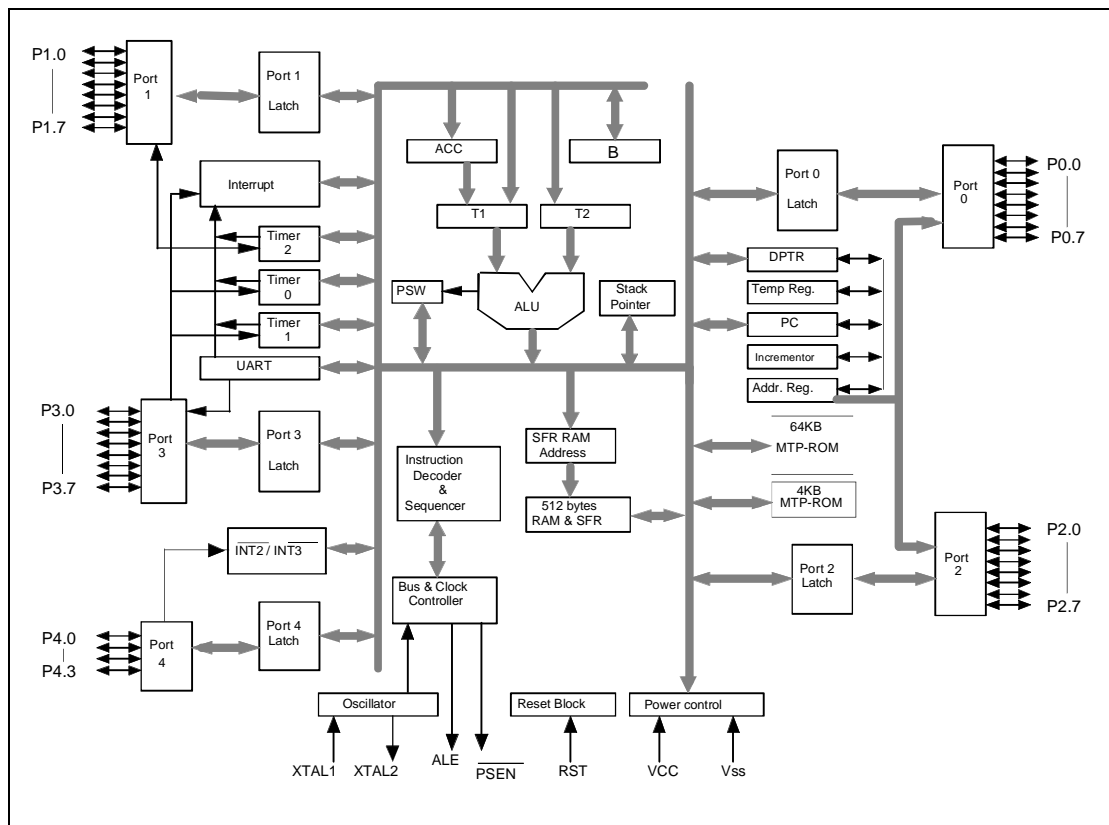 P1.0
P1.7
Port
1
Port 1
Latch
Interrupt
Timer
2
Timer
0
Timer
1
UART
P3.0
P3.7
Port
3
Port 3
Latch
INT2 / INT3
P4.0
P4.3
Port
4
Port 4
Latch
ACC
B
T1
T2
PSW
ALU
Stack
Pointer
Instruction
Decoder
&
Sequencer
SFR RAM
Address
512 bytes
RAM & SFR
Bus & Clock
Controller
Oscillator
Reset Block
Power control
XTAL1
XTAL2
ALE
PSEN
RST
VCC
Vss
Port 0
Latch
Port
0
P0.0
P0.7
DPTR
Temp Reg.
PC
Incrementor
Addr. Reg.
64KB
MTP-ROM
4KB
MTP-ROM
Port 2
Latch
Port
2
P2.0
P2.7